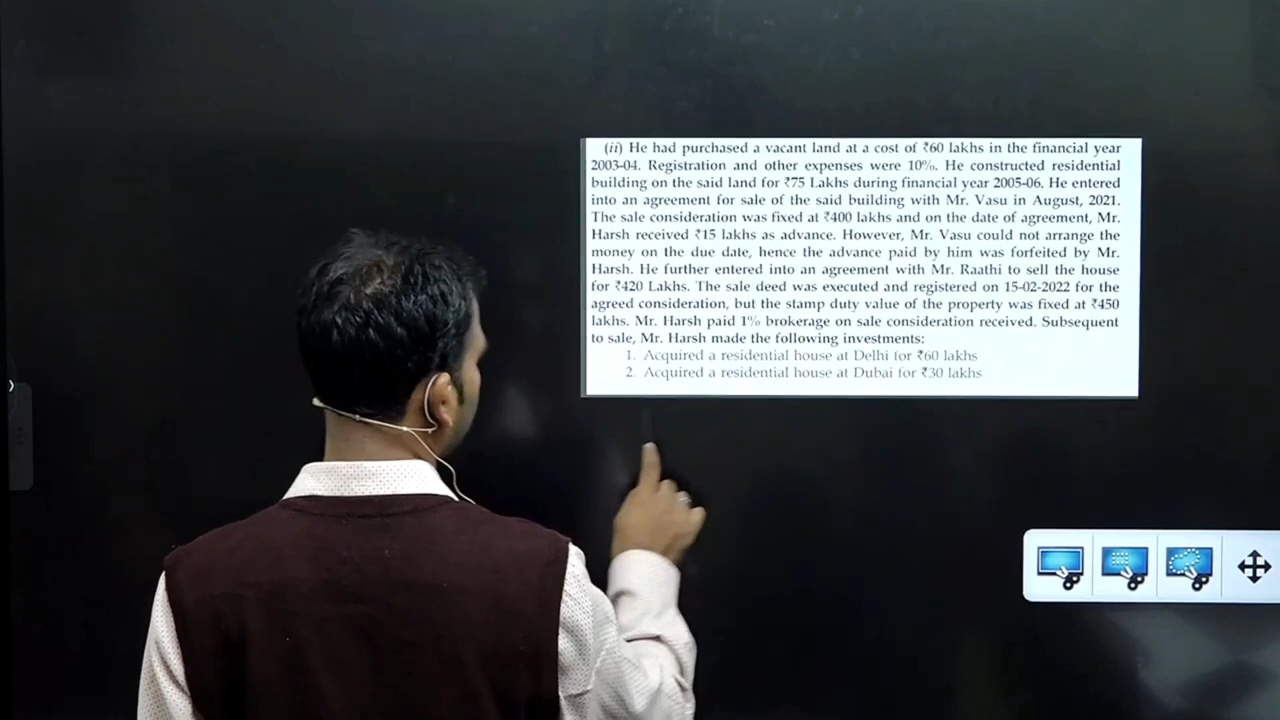 (ii) He had purchased a vacant land at a cost of ₹60 lakhs in the financial year
2003-04. Registration and other expenses were 10%. He constructed residential
building on the said land for ₹75 Lakhs during financial year 2005-06. He entered
into an agreement for sale of the said building with Mr. Vasu in August, 2021.
The sale consideration was fixed at ₹400 lakhs and on the date of agreement, Mr.
Harsh received ₹15 lakhs as advance. However, Mr. Vasu could not arrange the
money on the due date, hence the advance paid by him was forfeited by Mr.
Harsh. He further entered into an agreement with Mr. Raathi to sell the house
for ₹420 Lakhs. The sale deed was executed and registered on 15-02-2022 for the
agreed consideration, but the stamp duty value of the property was fixed at ₹450
lakhs. Mr. Harsh paid 1% brokerage on sale consideration received. Subsequent
to sale, Mr. Harsh made the following investments:
1. Acquired a residential house at Delhi for ₹60 lakhs
2. Acquired a residential house at Dubai for ₹30 lakhs